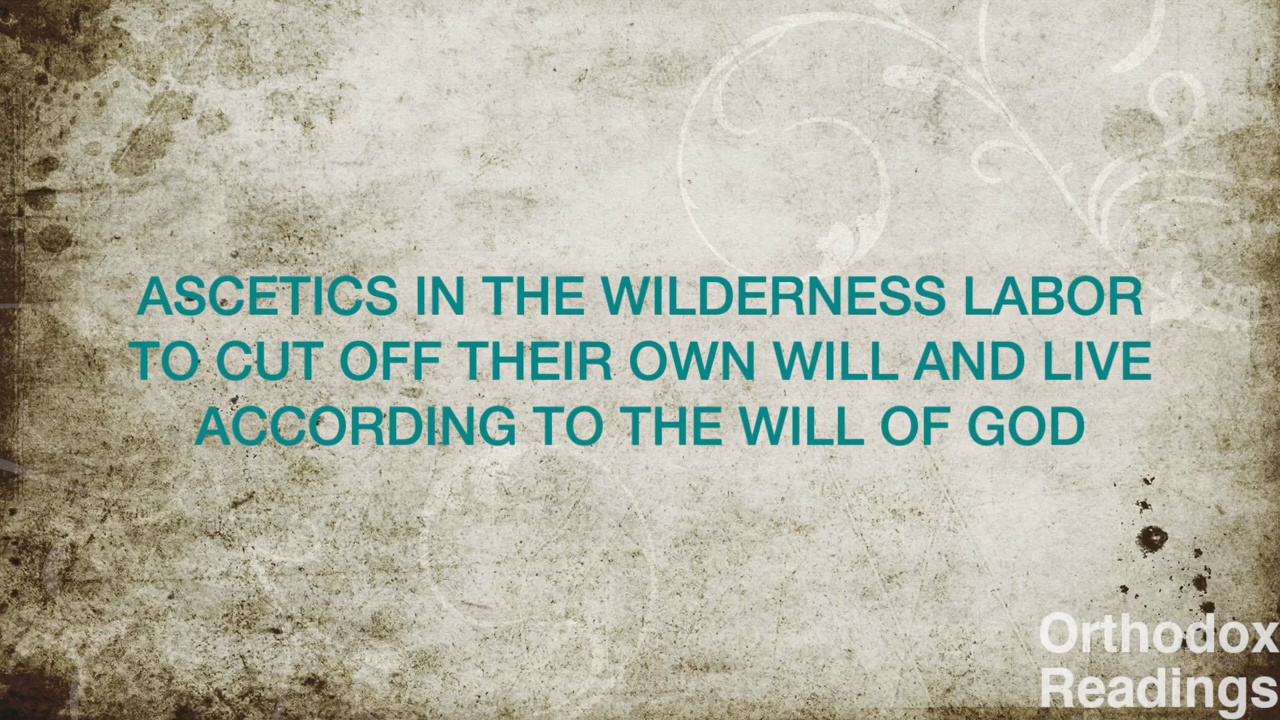 ASCETICS IN THE WILDERNESS LABOR
TO CUT OFF THEIR OWN WILL AND LIVE
ACCORDING TO THE WILL OF GOD
Orthodox
Readings